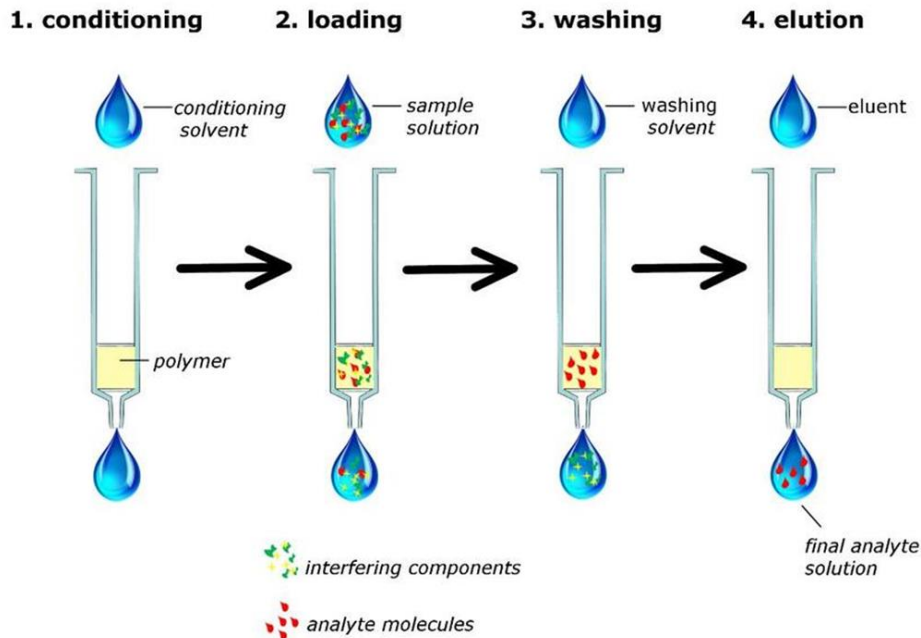 1. conditioning
2. loading
3. washing
4. elution
conditioning
solvent
sample
solution
washing
solvent
eluent
polymer
final analyte
solution
interfering components
analyte molecules